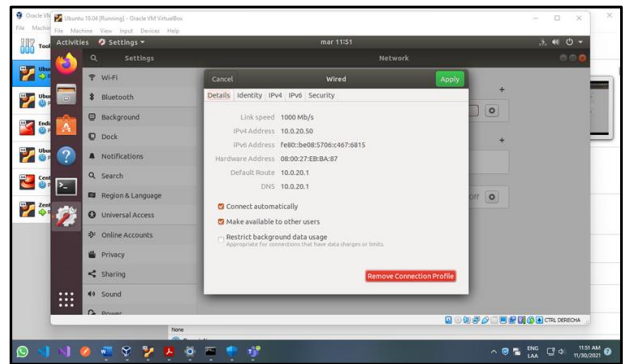 Ubuntu 18.04 [Running] - Oracle VM VirtualBox
File Machine View Input Devices Help
Activities Settings mar 11:51
Settings Network
Wi-Fi
Bluetooth
Background
Dock
Notifications
Search
Region & Language
Universal Access
Online Accounts
Privacy
Sharing
Sound
Power
Cancel Wired Apply
Details Identity IPv4 IPv6 Security
Link speed 1000 Mb/s
IPv4 Address 10.0.20.50
IPv6 Address fe80::be08:5706:c467:6815
Hardware Address 08:00:27:EB:BA:87
Default Route 10.0.20.1
DNS 10.0.20.1
Connect automatically
Make available to other users
Restrict background data usage
Appropriate for connections that have data charges or limits.
Remove Connection Profile
CTRL DERECHA
None
ENG
LAA
11:51 AM
11/30/2021